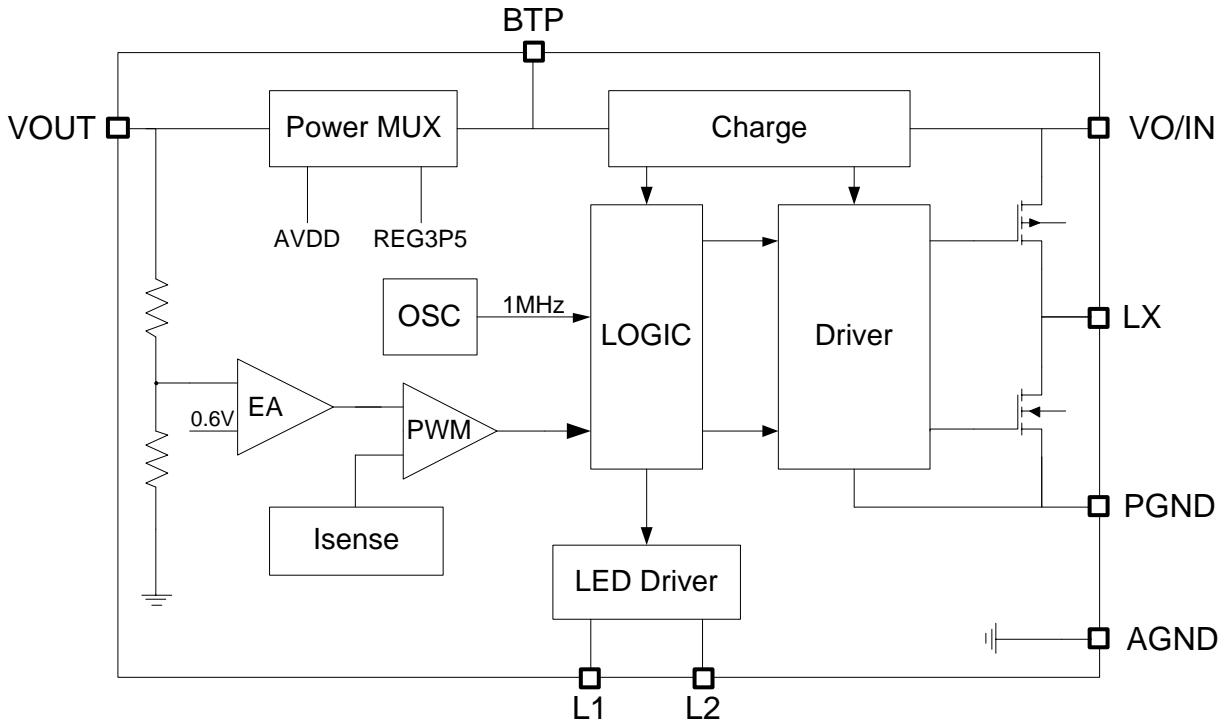 BTP
VOUT
Power MUX
Charge
VO/IN
AVDD
REG3P5
OSC
1MHz
LOGIC
Driver
LX
EA
0.6V
PWM
Isense
PGND
LED Driver
AGND
L1
L2